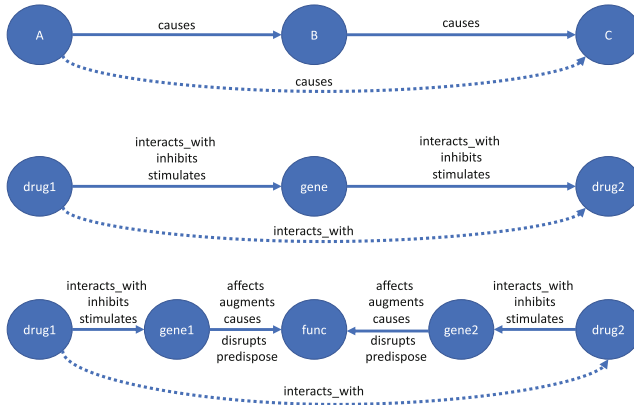 causes
causes
A
B
C
causes
interacts_with
inhibits
stimulates
interacts_with
inhibits
stimulates
drug1
gene
drug2
interacts_with
interacts_with
inhibits
stimulates
affects
augments
causes
disrupts
predispose
affects
augments
causes
disrupts
predispose
interacts_with
inhibits
stimulates
drug1
gene1
func
gene2
drug2
interacts_with